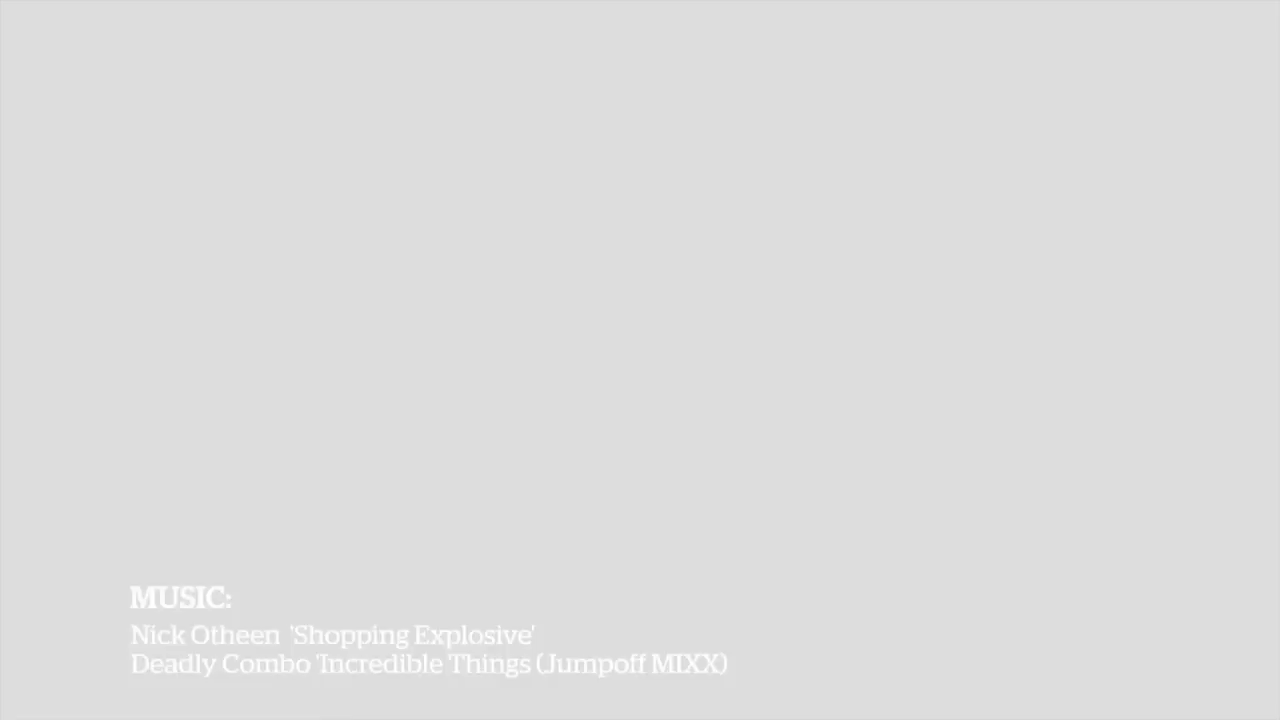 MUSIC:
Nick Otheen 'Shopping Explosive'
Deadly Combo 'Incredible Things (Jumpoff MIXX)